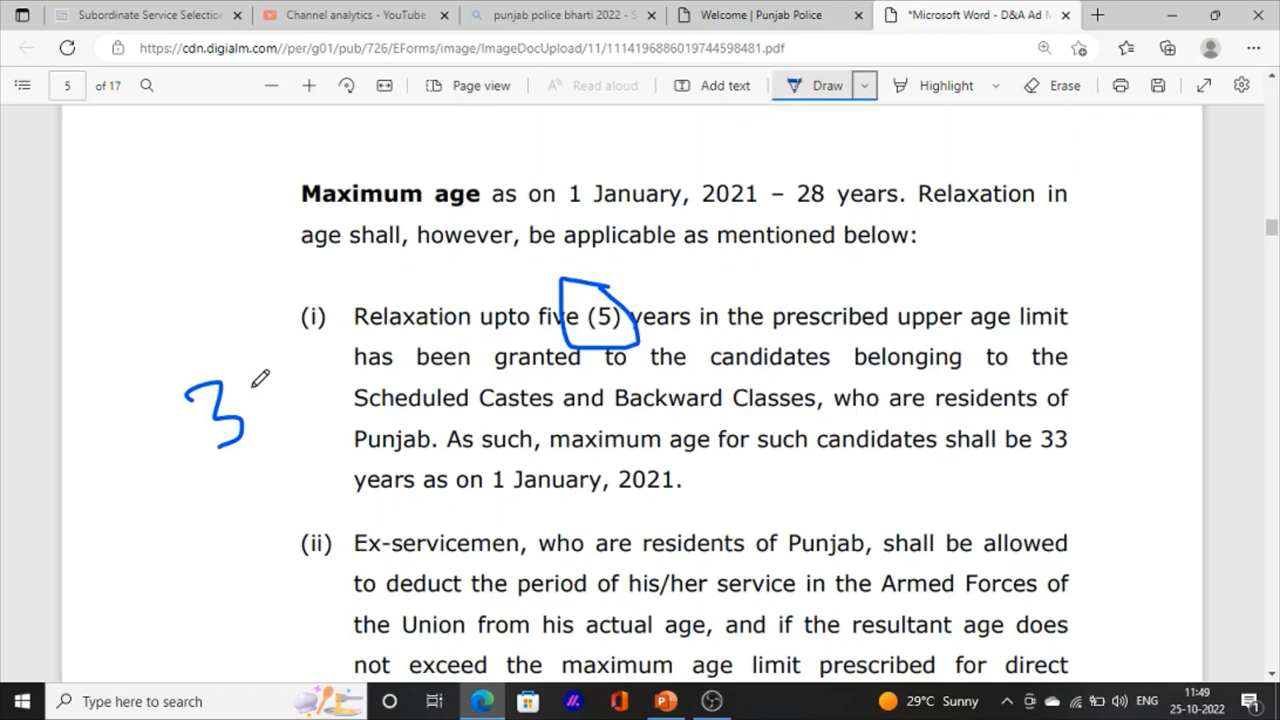 Subordinate Service Selectio
Channel analytics - YouTube
punjab police bharti 2022 - S
Welcome | Punjab Police
*Microsoft Word - D&A Ad M
https://cdn.digialm.com//per/g01/pub/726/EForms/image/ImageDocUpload/11/1114196886019744598481.pdf
5 of 17
Page view
Read aloud
Add text
Draw
Highlight
Erase
Maximum age as on 1 January, 2021 – 28 years. Relaxation in
age shall, however, be applicable as mentioned below:
(i) Relaxation upto five (5) years in the prescribed upper age limit
has been granted to the candidates belonging to the
Scheduled Castes and Backward Classes, who are residents of
Punjab. As such, maximum age for such candidates shall be 33
years as on 1 January, 2021.
3
(ii) Ex-servicemen, who are residents of Punjab, shall be allowed
to deduct the period of his/her service in the Armed Forces of
the Union from his actual age, and if the resultant age does
not exceed the maximum age limit prescribed for direct
Type here to search
29°C Sunny
ENG
11:49
25-10-2022